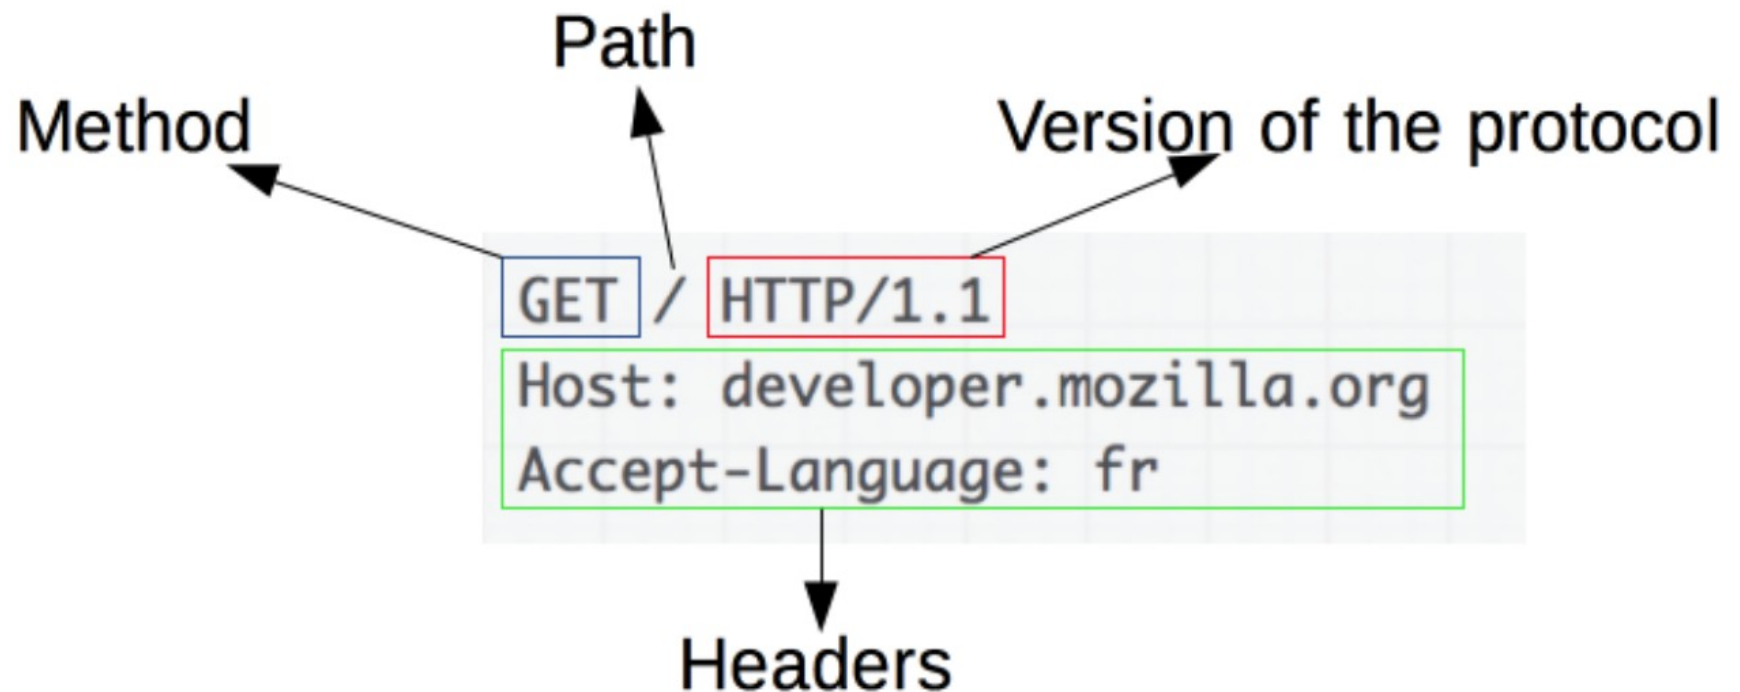 Path
Method
Version of the protocol
GET / HTTP/1.1
Host: developer.mozilla.org
Accept-Language: fr
Headers